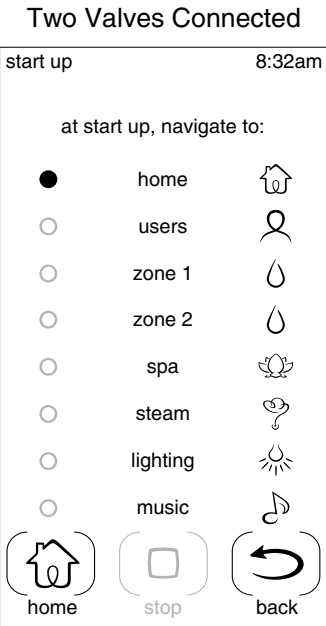 Two Valves Connected
start up 8:32am
at start up, navigate to:
home
users
zone 1
zone 2
spa
steam
lighting
music
home stop back